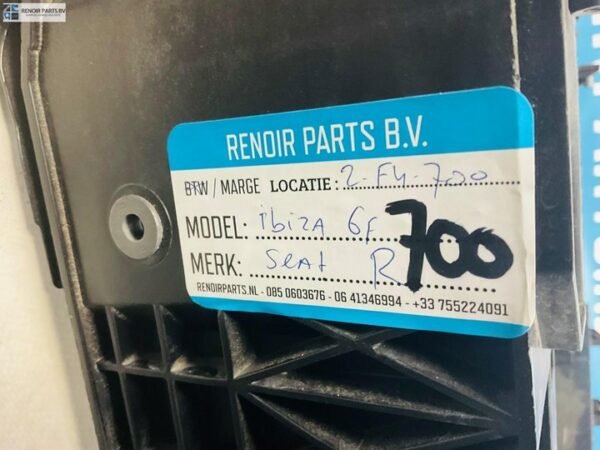 RENOIR PARTS BV
RENOIR PARTS B.V.
BTW / MARGE LOCATIE: 2-F4-700
MODEL: ibiza 6F
700
MERK: Seat R
RENOIRPARTS.NL - 085 0603676 - 06 41346994 - +33 755224091